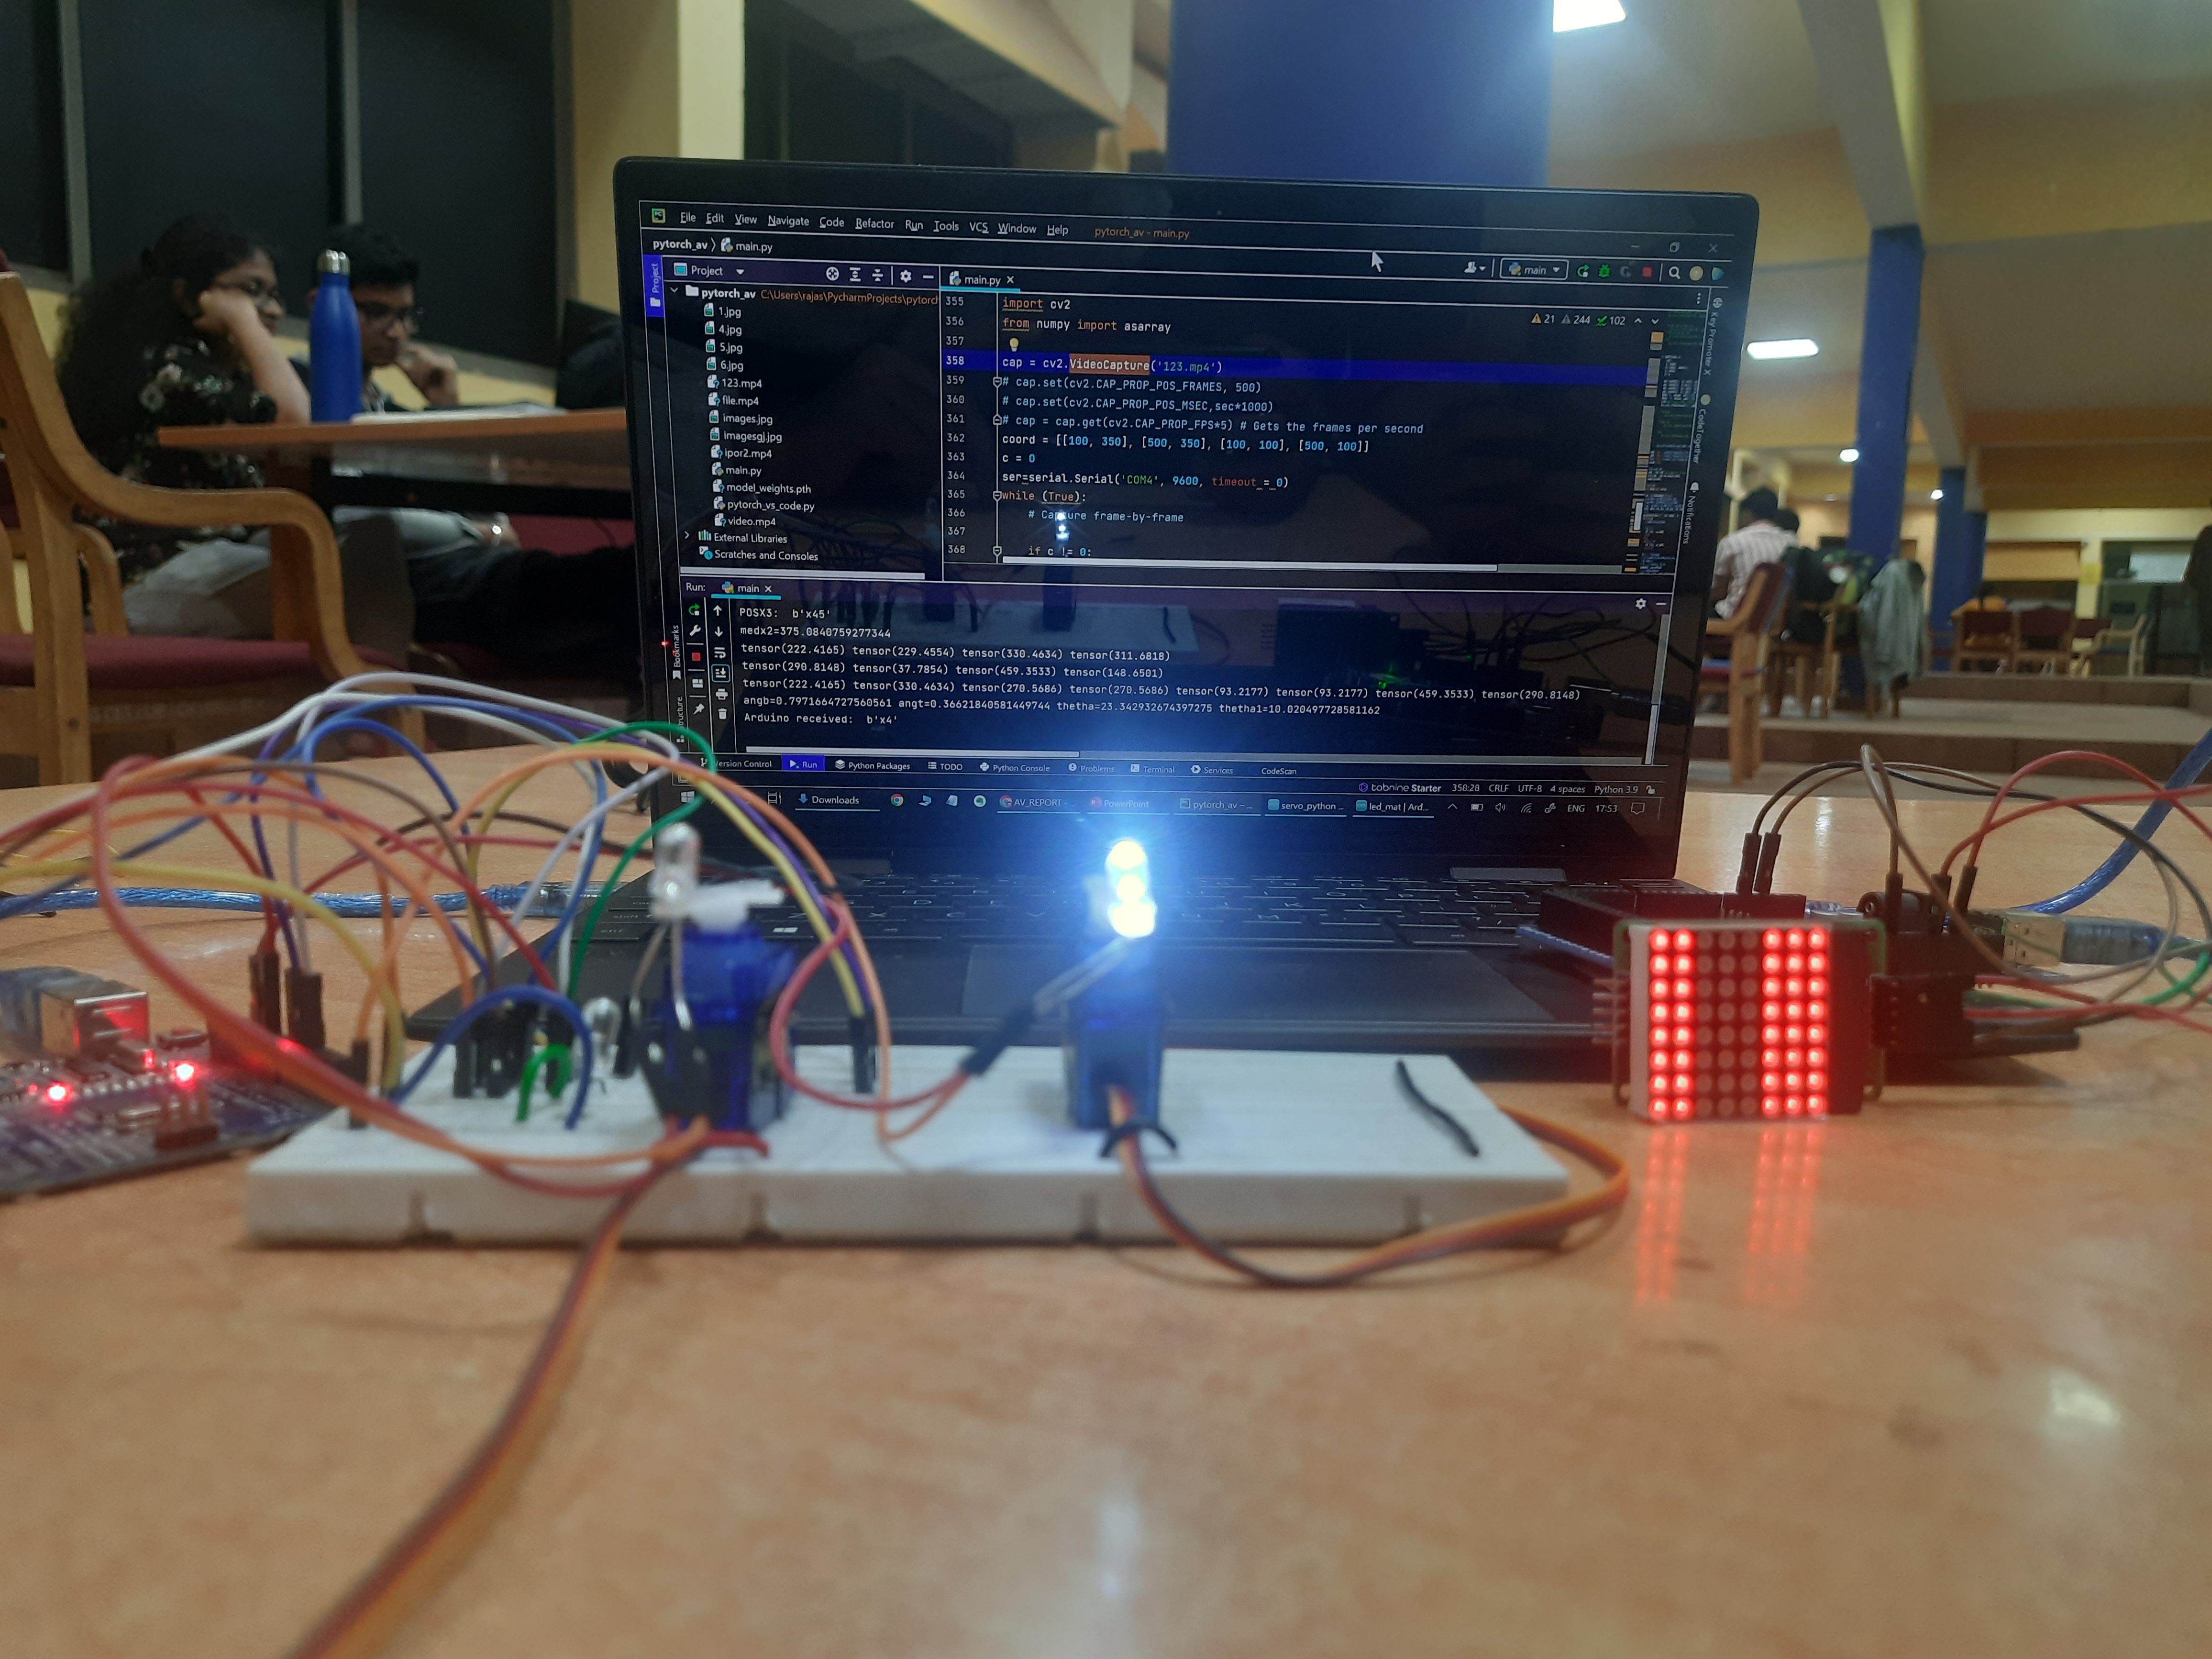 File Edit View Navigate Code Refactor Run Tools VCS Window Help pytorch_av - main.py
pytorch_av main.py
main
Project
main.py
Project
pytorch_av C:\Users\rajas\PycharmProjects\pytorch
1.jpg
4.jpg
5.jpg
6.jpg
123.mp4
file.mp4
images.jpg
imagesgj.jpg
ipor2.mp4
main.py
model_weights.pth
pytorch_vs_code.py
video.mp4
External Libraries
Scratches and Consoles
21 244 102
355 import cv2
356 from numpy import asarray
357
358 cap = cv2.VideoCapture('123.mp4')
359 # cap.set(cv2.CAP_PROP_POS_FRAMES, 500)
360 # cap.set(cv2.CAP_PROP_POS_MSEC,sec*1000)
361 # cap = cap.get(cv2.CAP_PROP_FPS*5) # Gets the frames per second
362 coord = [[100, 350], [500, 350], [100, 100], [500, 100]]
363 c = 0
364 ser=serial.Serial('COM4', 9600, timeout = 0)
365 while (True):
366 # Capture frame-by-frame
367
368 if c != 0:
Key Promoter X
CodeTogether
Notifications
Run: main
POSX3: b'x45'
medx2=375.0840759277344
tensor(222.4165) tensor(229.4554) tensor(330.4634) tensor(311.6818)
tensor(290.8148) tensor(37.7854) tensor(459.3533) tensor(148.6501)
tensor(222.4165) tensor(330.4634) tensor(270.5686) tensor(270.5686) tensor(93.2177) tensor(93.2177) tensor(459.3533) tensor(290.8148)
angb=0.7971664727560561 angt=0.36621840581449744 thetha=23.342932674397275 thetha1=10.020497728581162
Arduino received: b'x4'
Bookmarks
Version Control Run Python Packages TODO Python Console Problems Terminal Services CodeScan
tabnine Starter 358:28 CRLF UTF-8 4 spaces Python 3.9
Downloads AV_REPORT - PowerPoint pytorch_av – ... servo_python ... led_mat | Ard... ENG 17:53